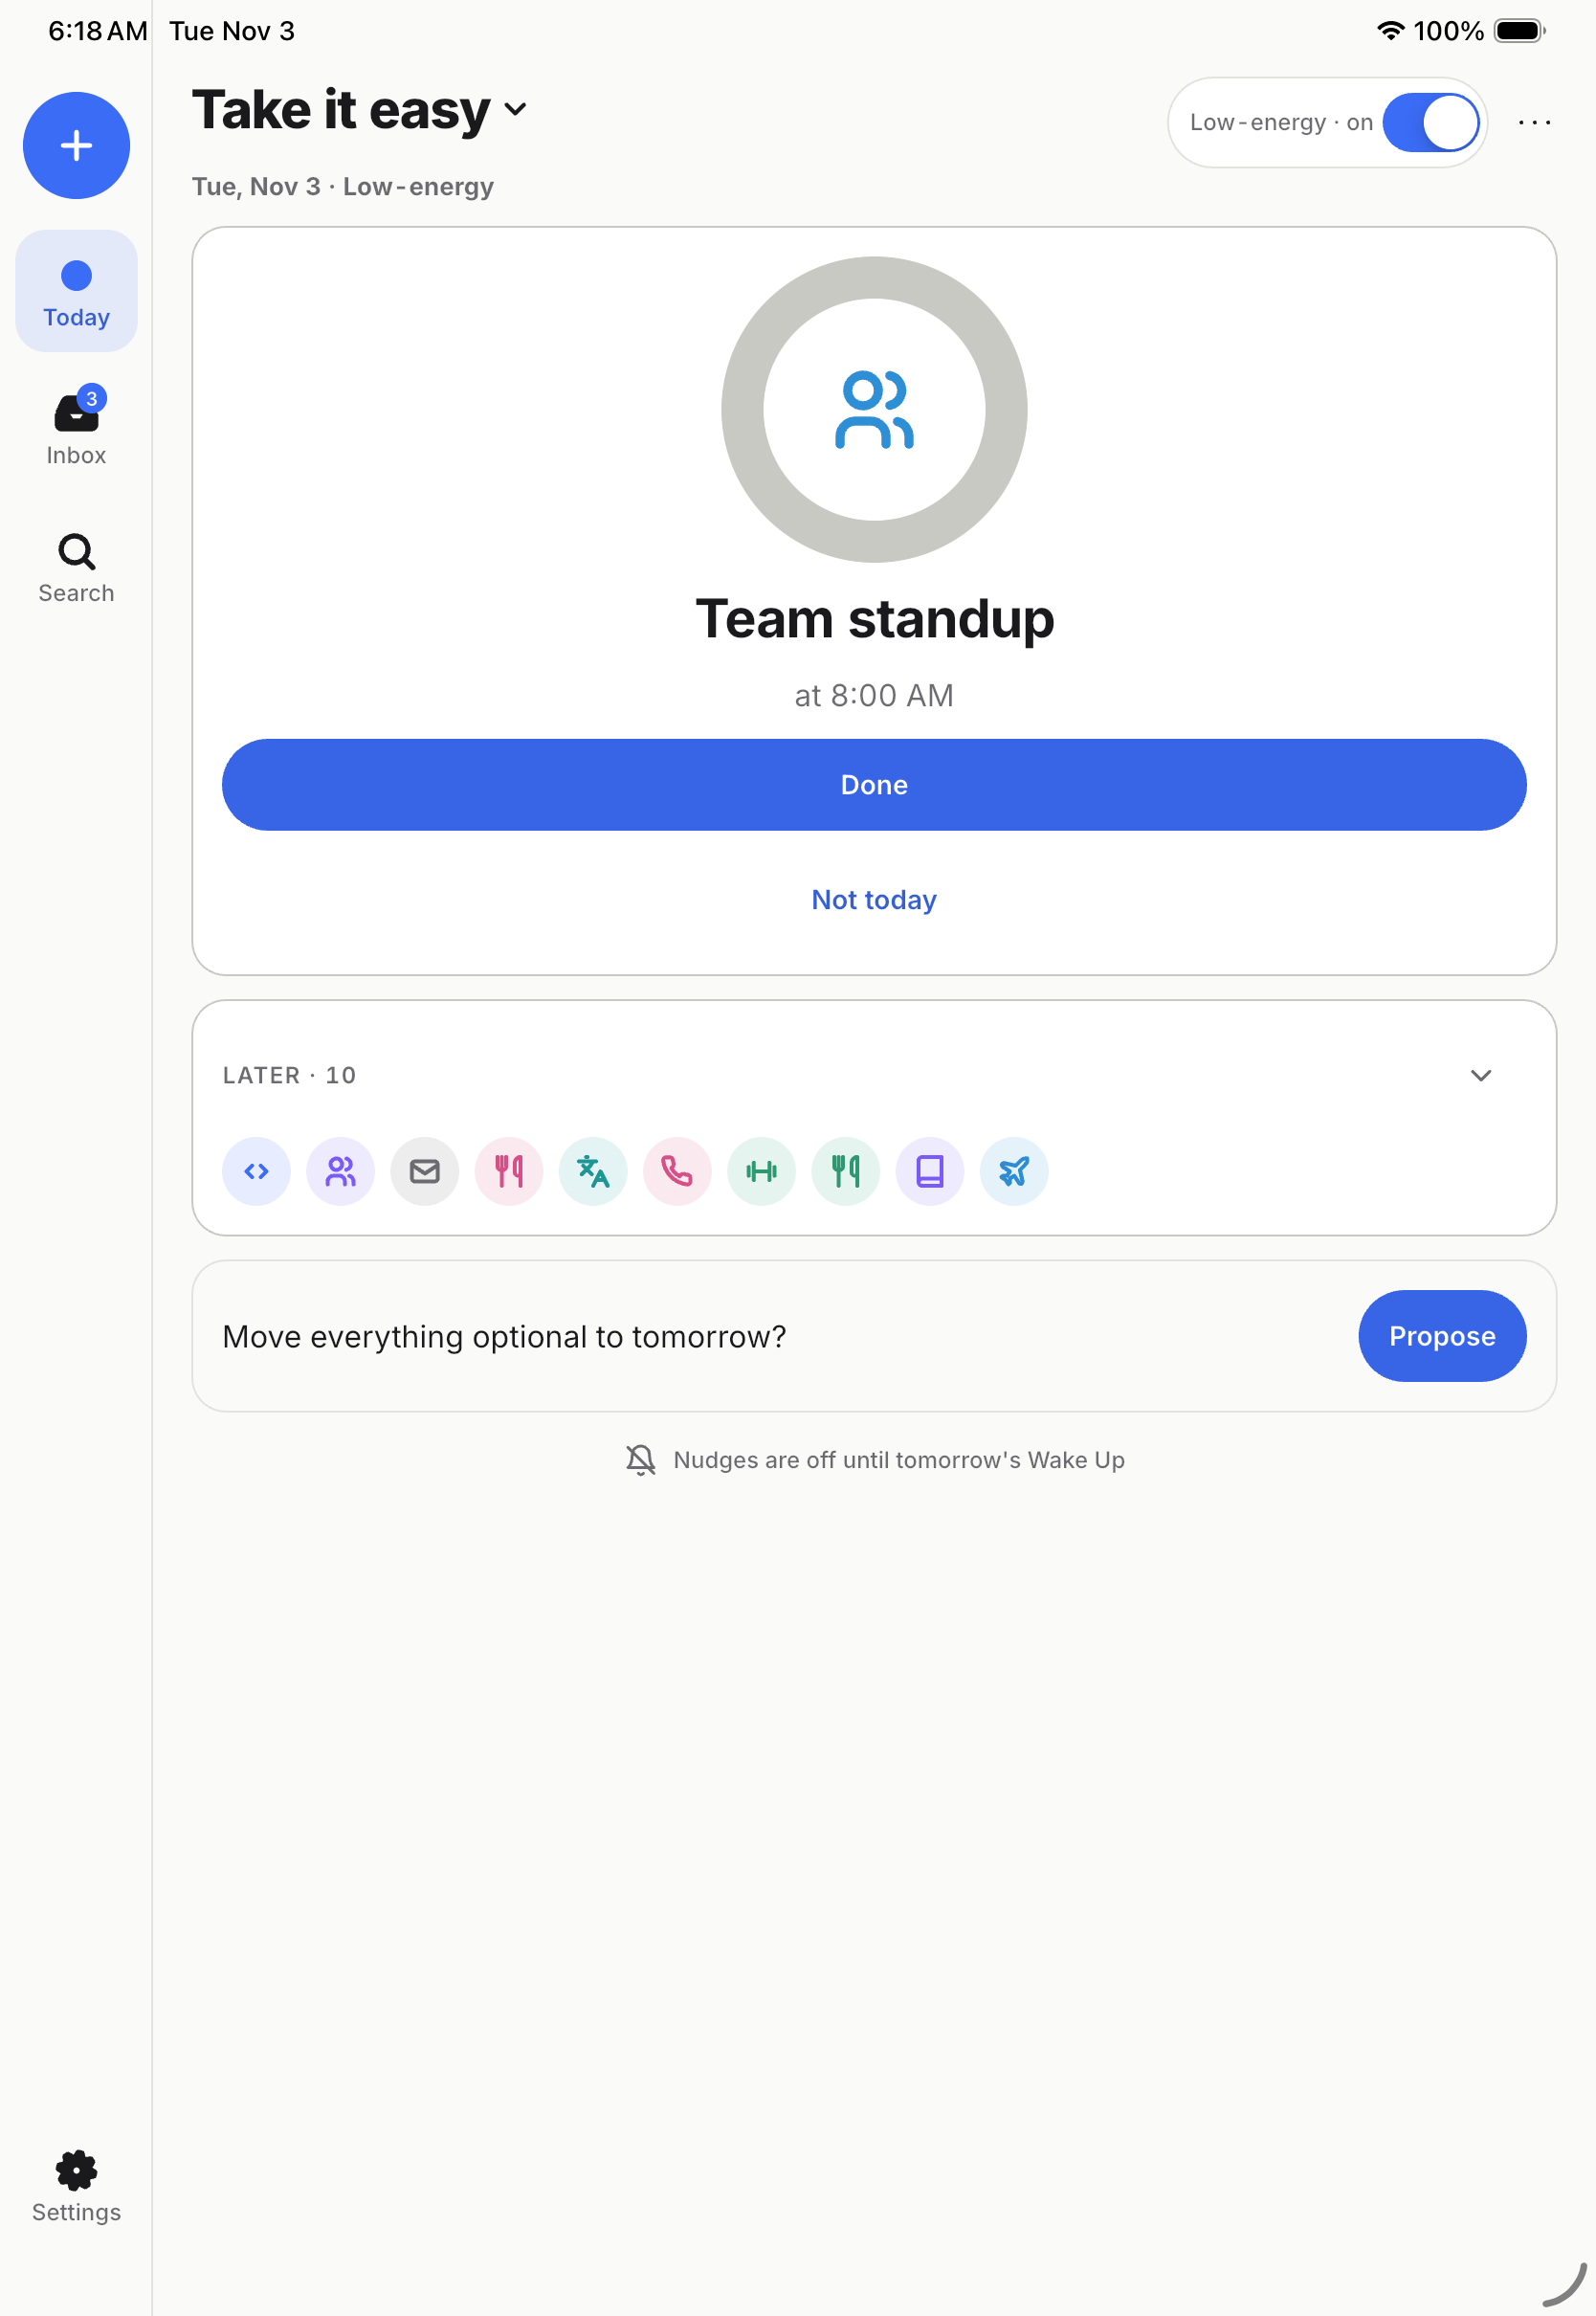 6:18 AM Tue Nov 3
100%
Take it easy
Low-energy · on
Tue, Nov 3 · Low-energy
Today
3
Inbox
Search
Team standup
at 8:00 AM
Done
Not today
LATER · 10
Move everything optional to tomorrow?
Propose
Nudges are off until tomorrow's Wake Up
Settings